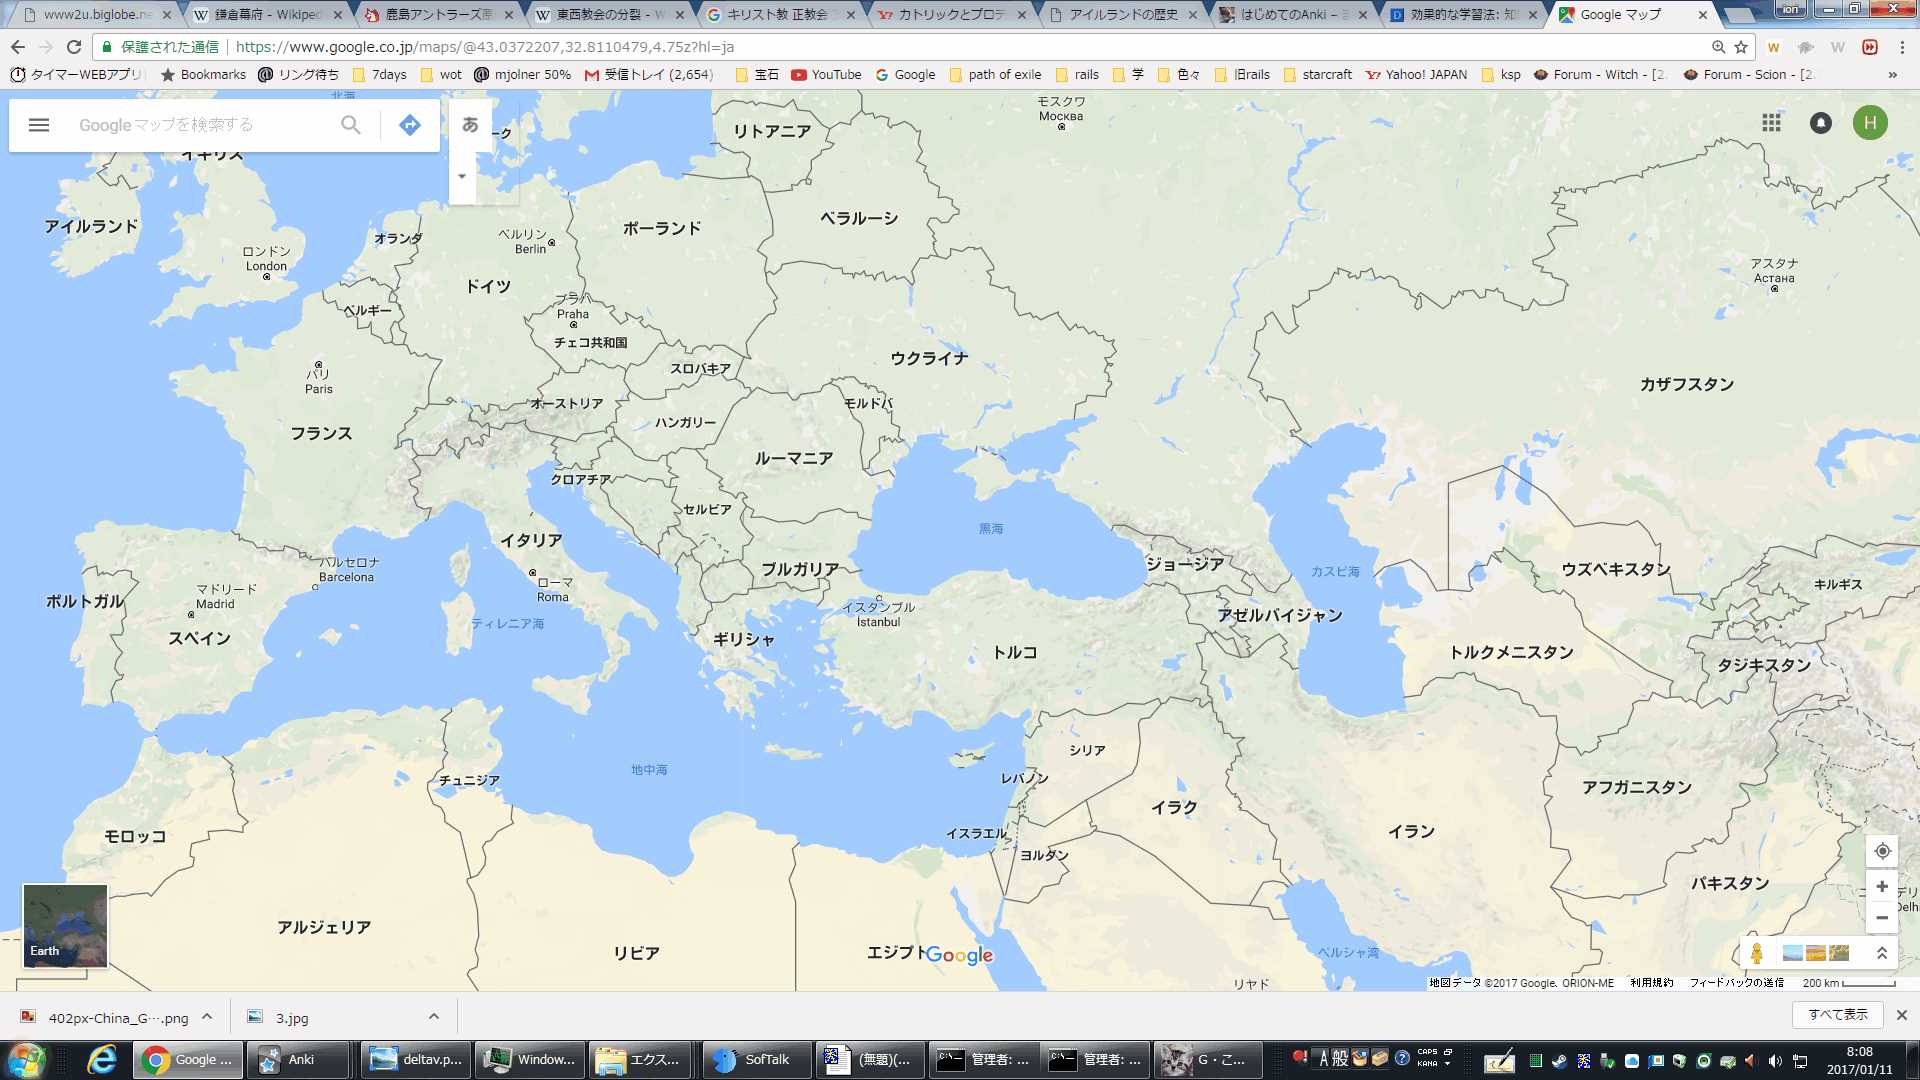 www2u.biglobe.ne
鎌倉幕府 - Wikiped
鹿島アントラーズ原
東西教会の分裂 - W
キリスト教 正教会
カトリックとプロテ
アイルランドの歴史
はじめてのAnki –
効果的な学習法: 知
Google マップ
ion
保護された通信
https://www.google.co.jp/maps/@43.0372207,32.8110479,4.75z?hl=ja
タイマーWEBアプリ
Bookmarks
リング待ち
7days
wot
mjolner 50%
受信トレイ (2,654)
宝石
YouTube
Google
path of exile
rails
学
色々
旧rails
starcraft
Yahoo! JAPAN
ksp
Forum - Witch - [2.
Forum - Scion - [2.
»
北海
Google マップを検索する
あ
ーク
H
モスクワ
Москва
リトアニア
イギリス
アイルランド
ベラルーシ
ポーランド
オランダ
ベルリン
Berlin
ロンドン
London
アスタナ
Астана
ドイツ
プラハ
Praha
ベルギー
チェコ共和国
ウクライナ
スロバキア
パリ
Paris
カザフスタン
オーストリア
モルドバ
ハンガリー
フランス
ルーマニア
クロアチア
セルビア
黒海
イタリア
バルセロナ
Barcelona
ブルガリア
ジョージア
カスピ海
ウズベキスタン
キルギス
ローマ
Roma
マドリード
Madrid
ポルトガル
イスタンブル
İstanbul
アゼルバイジャン
ティレニア海
スペイン
ギリシャ
トルコ
トルクメニスタン
タジキスタン
シリア
地中海
チュニジア
レバノン
アフガニスタン
イラク
イスラエル
イラン
モロッコ
ヨルダン
パキスタン
デリ
Delhi
アルジェリア
Earth
リビア
エジプト
Google
ペルシャ湾
リヤド
地図データ ©2017 Google、ORION-ME
利用規約
フィードバックの送信
200 km
402px-China_G….png
3.jpg
すべて表示
Google ...
Anki
deltav.p...
Window...
エクス...
SofTalk
(無題)(...
管理者: ...
管理者: ...
G・こ...
A 般
CAPS
KANA
8:08
2017/01/11